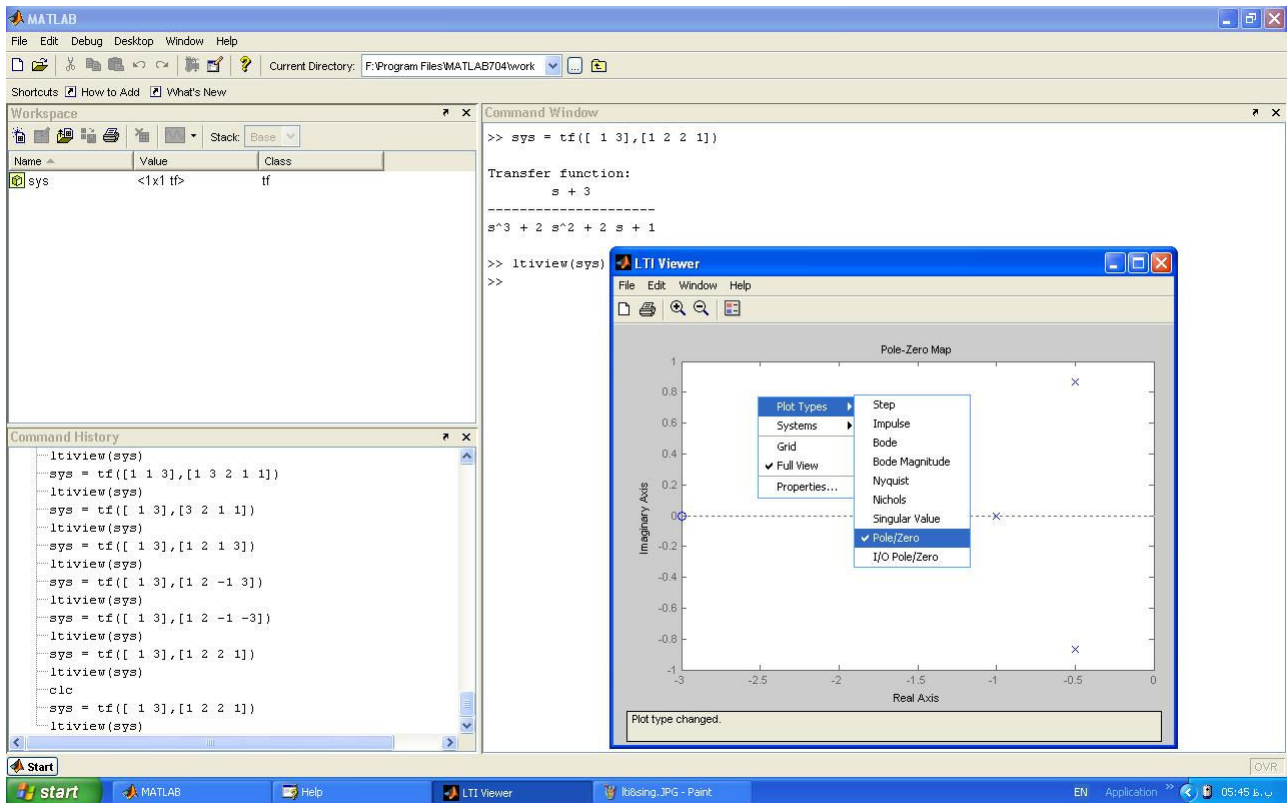 MATLAB
File Edit Debug Desktop Window Help
Current Directory: F:\Program Files\MATLAB704\work
Shortcuts How to Add What's New
Workspace
Stack: Base
Name Value Class
sys <1x1 tf> tf
Command History
ltiview(sys)
sys = tf([1 1 3],[1 3 2 1 1])
ltiview(sys)
sys = tf([ 1 3],[3 2 1 1])
ltiview(sys)
sys = tf([ 1 3],[1 2 1 3])
ltiview(sys)
sys = tf([ 1 3],[1 2 -1 3])
ltiview(sys)
sys = tf([ 1 3],[1 2 -1 -3])
ltiview(sys)
sys = tf([ 1 3],[1 2 2 1])
ltiview(sys)
clc
sys = tf([ 1 3],[1 2 2 1])
ltiview(sys)
Command Window
>> sys = tf([ 1 3],[1 2 2 1])
Transfer function:
s + 3
---------------------
s^3 + 2 s^2 + 2 s + 1
>> ltiview(sys)
>>
LTI Viewer
File Edit Window Help
Pole-Zero Map
1
0.8
0.6
0.4
0.2
0
-0.2
-0.4
-0.6
-0.8
-1
Imaginary Axis
-3 -2.5 -2 -1.5 -1 -0.5 0
Real Axis
Plot Types
Systems
Grid
Full View
Properties...
Step
Impulse
Bode
Bode Magnitude
Nyquist
Nichols
Singular Value
Pole/Zero
I/O Pole/Zero
Plot type changed.
Start
OVR
start MATLAB Help LTI Viewer lti&sing.JPG - Paint EN Application » 05:45 ب.ظ